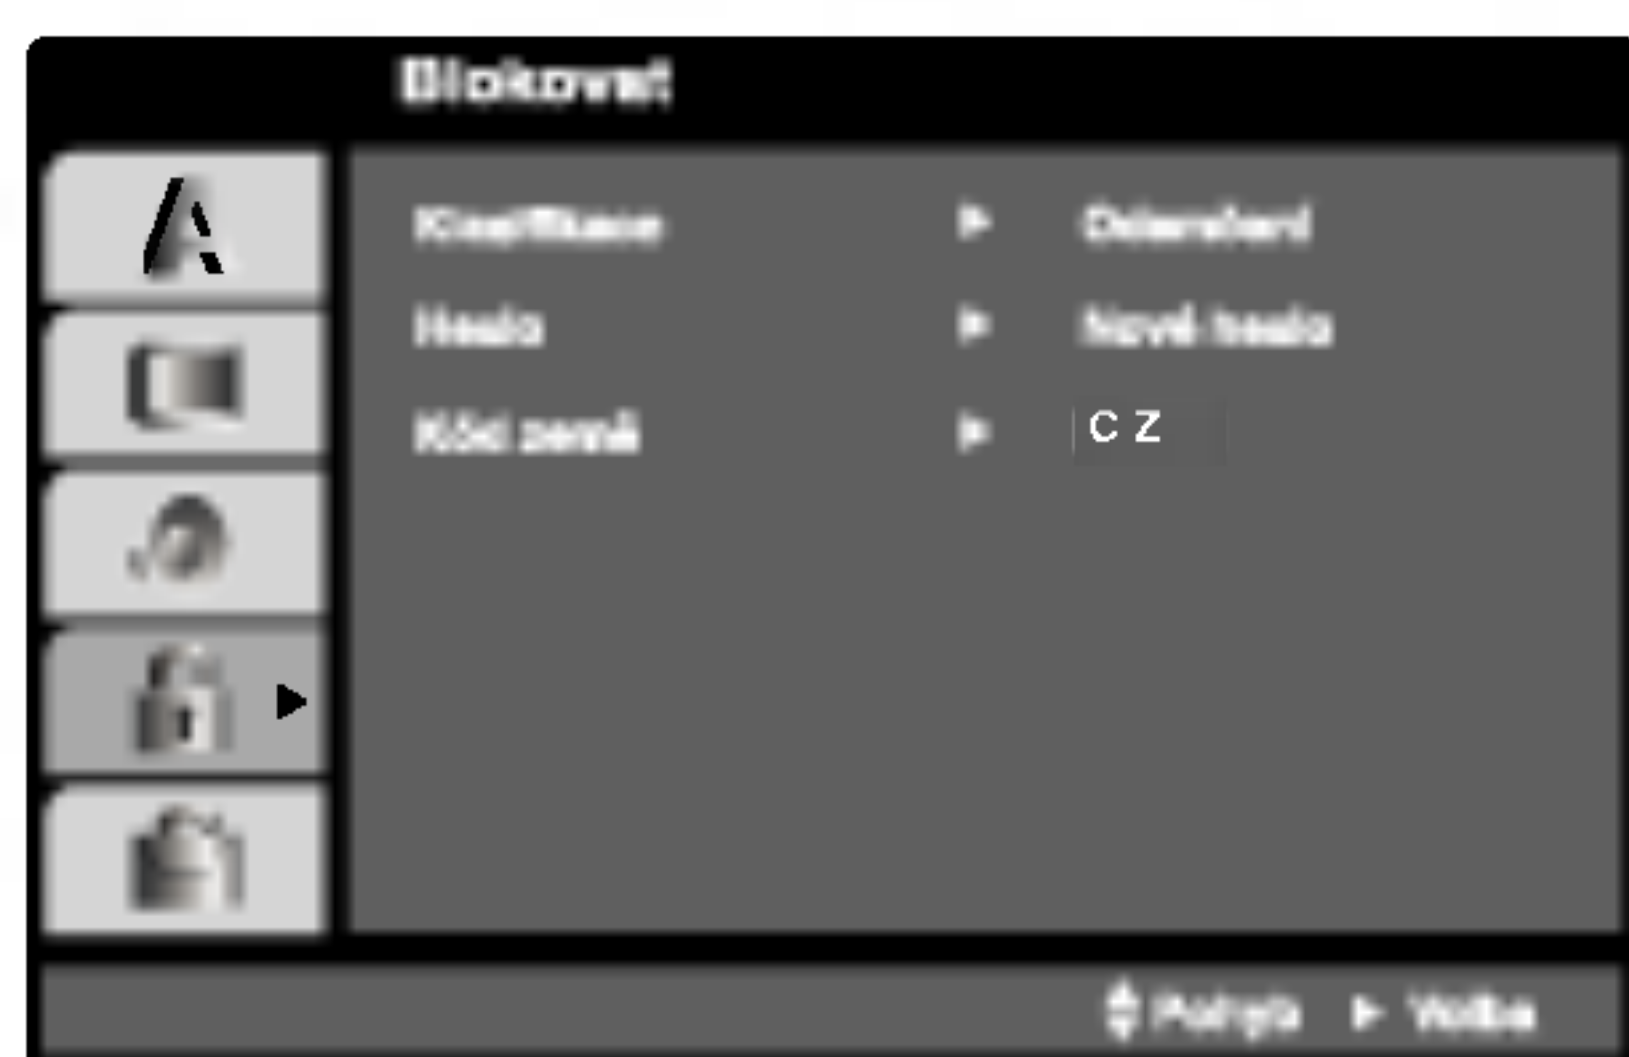 Blokovat
Klasifikace ► Odemčení
Heslo ► Nové heslo
Kód země ► C Z
Pohyb ► Volba